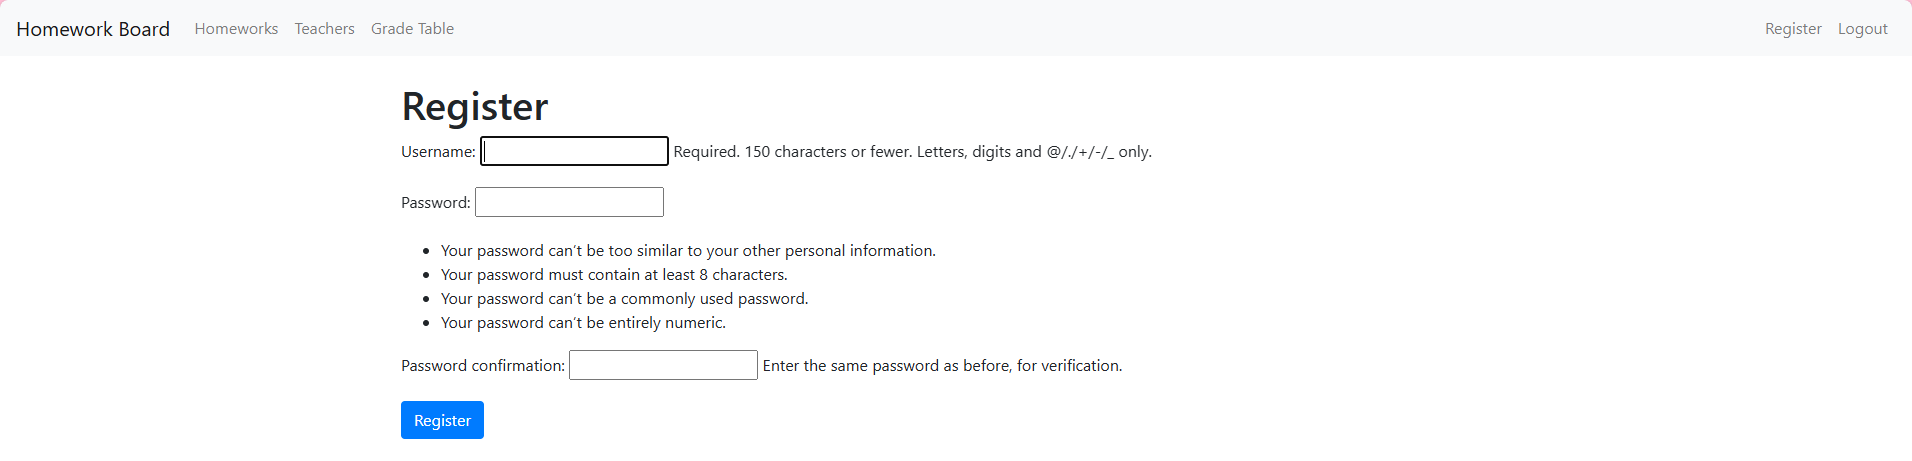 Homework Board Homeworks Teachers Grade Table Register Logout
Register
Username: Required. 150 characters or fewer. Letters, digits and @/./+/-/_ only.
Password:
• Your password can't be too similar to your other personal information.
• Your password must contain at least 8 characters.
• Your password can't be a commonly used password.
• Your password can't be entirely numeric.
Password confirmation: Enter the same password as before, for verification.
Register